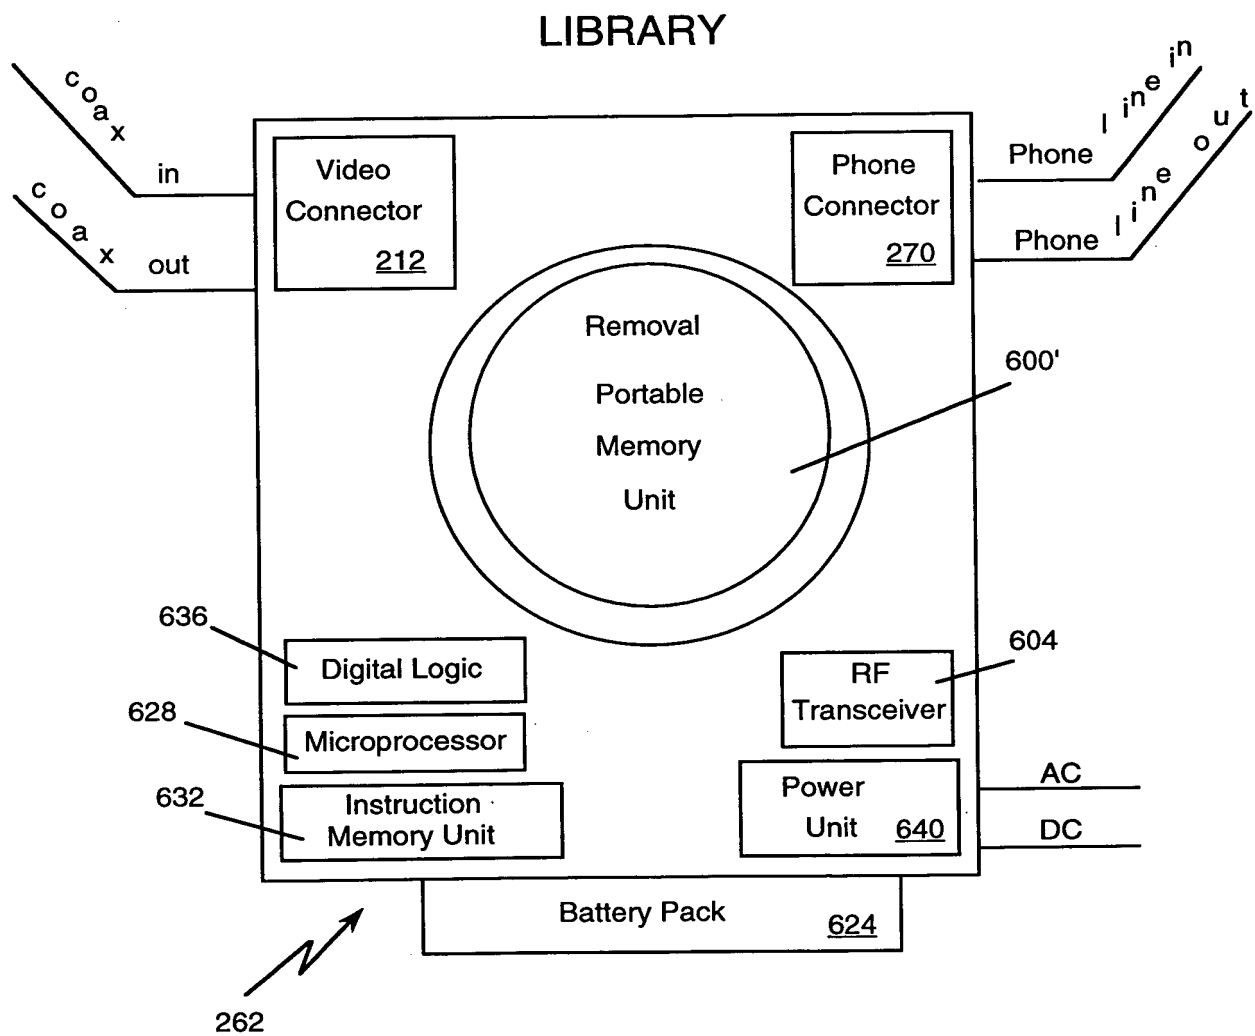 LIBRARY
coax
in
coax
out
Video
Connector
212
Phone
Connector
270
Phone line in
Phone line out
Removal
Portable
Memory
Unit
600'
636
Digital Logic
628
Microprocessor
632
Instruction
Memory Unit
604
RF
Transceiver
Power
Unit 640
AC
DC
Battery Pack 624
262